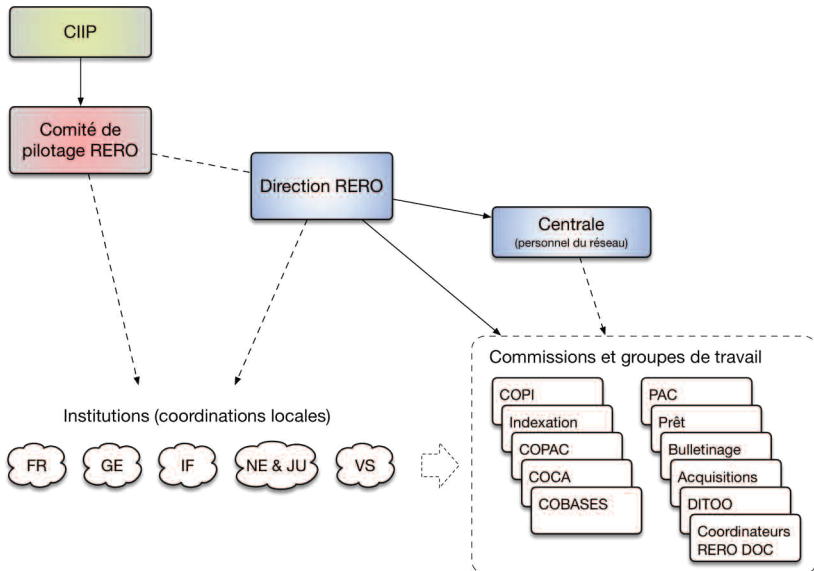 CIIP
Comité de
pilotage RERO
Direction RERO
Centrale
(personnel du réseau)
Institutions (coordinations locales)
FR
GE
IF
NE & JU
VS
Commissions et groupes de travail
COPI
Indexation
COPAC
COCA
COBASES
PAC
Prêt
Bulletinage
Acquisitions
DITOO
Coordinateurs
RERO DOC